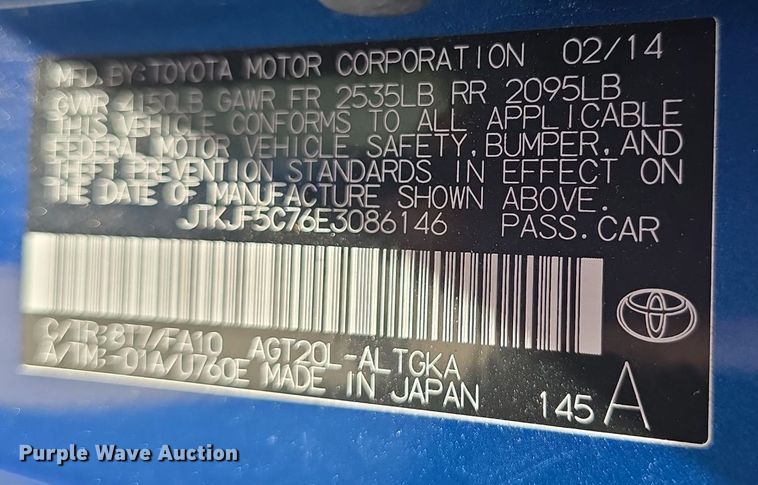 MFD. BY: TOYOTA MOTOR CORPORATION 02/14
GVWR 4150LB GAWR FR 2535LB RR 2095LB
THIS VEHICLE CONFORMS TO ALL APPLICABLE
FEDERAL MOTOR VEHICLE SAFETY, BUMPER, AND
THEFT PREVENTION STANDARDS IN EFFECT ON
THE DATE OF MANUFACTURE SHOWN ABOVE.
JTKJF5C76E3086146 PASS. CAR
C/TR: 8T7/FA10 AGT20L-ALTGKA
A/TM: -01A/U760E MADE IN JAPAN
145 A
Purple Wave Auction